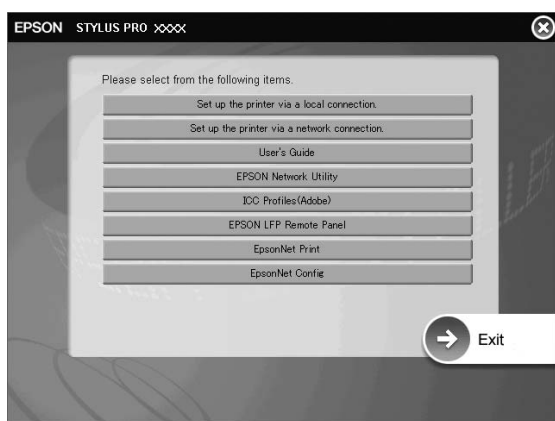 EPSON STYLUS PRO XXXX
Please select from the following items.
Set up the printer via a local connection.
Set up the printer via a network connection.
User's Guide
EPSON Network Utility
ICC Profiles(Adobe)
EPSON LFP Remote Panel
EpsonNet Print
EpsonNet Config
Exit